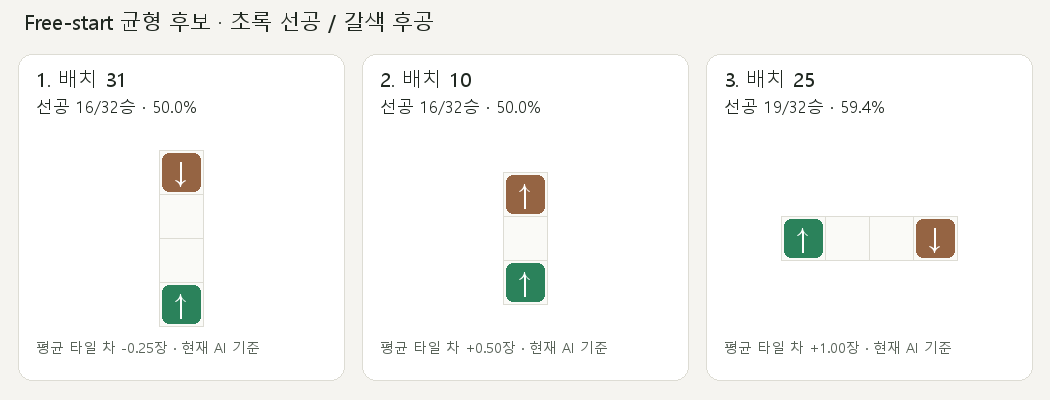 Free-start 균형 후보 · 초록 선공 / 갈색 후공
1. 배치 31
선공 16/32승 · 50.0%
↓
↑
평균 타일 차 -0.25장 · 현재 AI 기준
2. 배치 10
선공 16/32승 · 50.0%
↑
↑
평균 타일 차 +0.50장 · 현재 AI 기준
3. 배치 25
선공 19/32승 · 59.4%
↑ ↓
평균 타일 차 +1.00장 · 현재 AI 기준